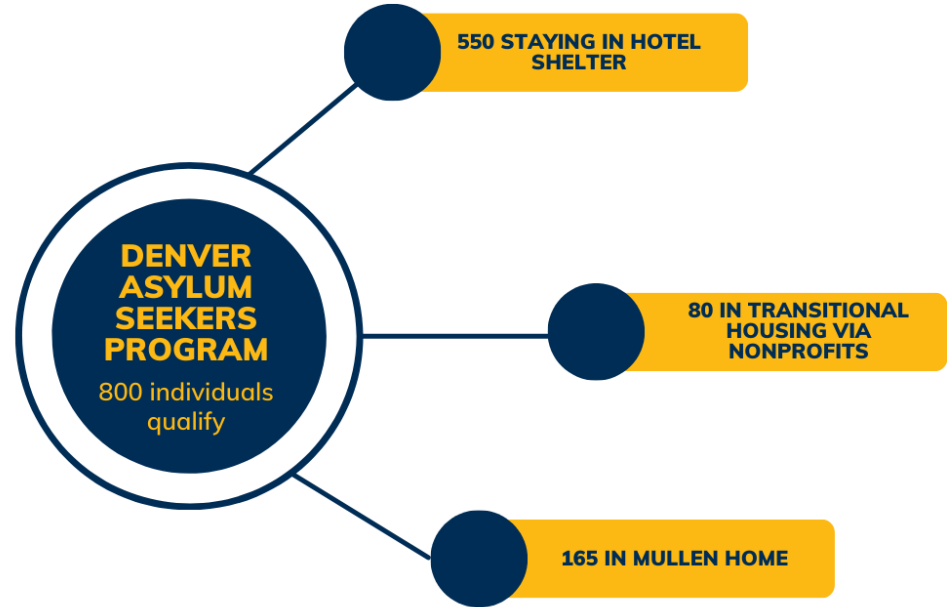 550 STAYING IN HOTEL
SHELTER
DENVER
ASYLUM
SEEKERS
PROGRAM
800 individuals
qualify
80 IN TRANSITIONAL
HOUSING VIA
NONPROFITS
165 IN MULLEN HOME